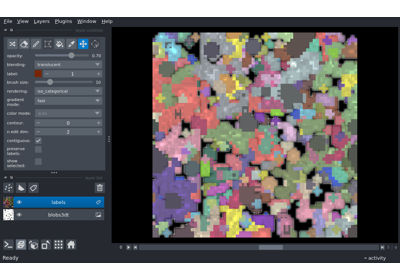 File View Layers Plugins Window Help
opacity: 0.70
blending: translucent
label: 1
brush size: 10
rendering: iso_categorical
gradient mode: fast
color mode:
contour: 0
n edit dim: 2
contiguous:
preserve labels:
show selected:
labels
blobs3dt
0
Ready
activity